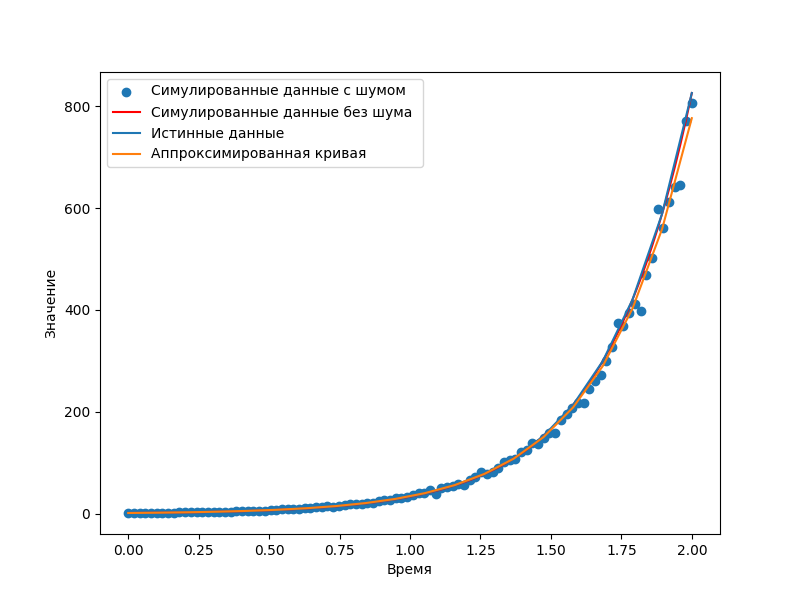 Симулированные данные с шумом
Симулированные данные без шума
Истинные данные
Аппроксимированная кривая
Значение
800
600
400
200
0
0.00 0.25 0.50 0.75 1.00 1.25 1.50 1.75 2.00
Время